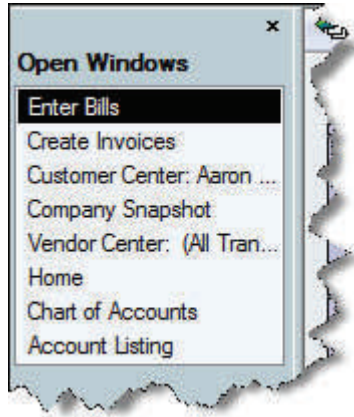 Open Windows
Enter Bills
Create Invoices
Customer Center: Aaron ...
Company Snapshot
Vendor Center: (All Tran...
Home
Chart of Accounts
Account Listing